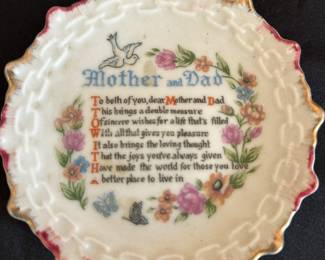 Mother and Dad
To both of you, dear Mother and Dad
This brings a double measure
Of sincere wishes for a life that's filled
With all that gives you pleasure
It also brings the loving thought
That the joys you've always given
Have made the world for those you love
a better place to live in